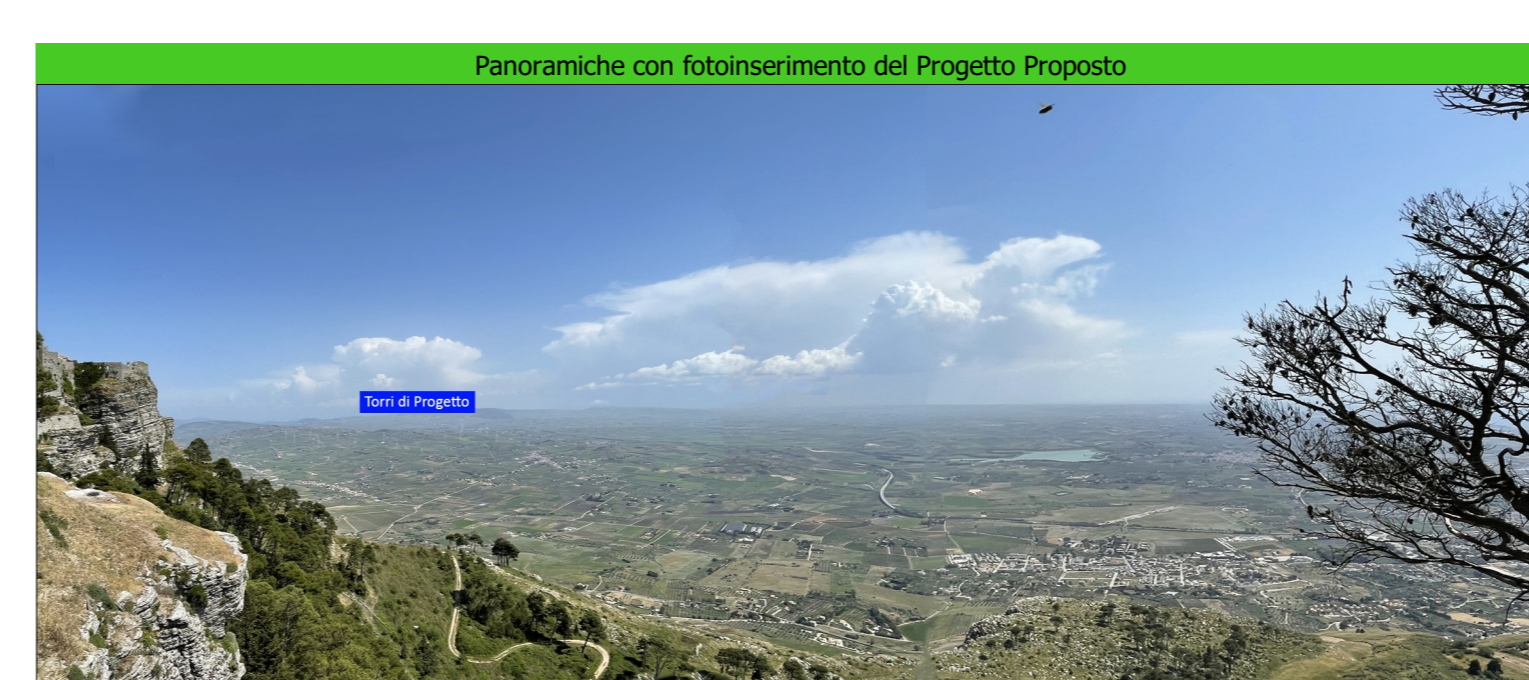 Panoramiche con fotoinserimento del Progetto Proposto
Torri di Progetto